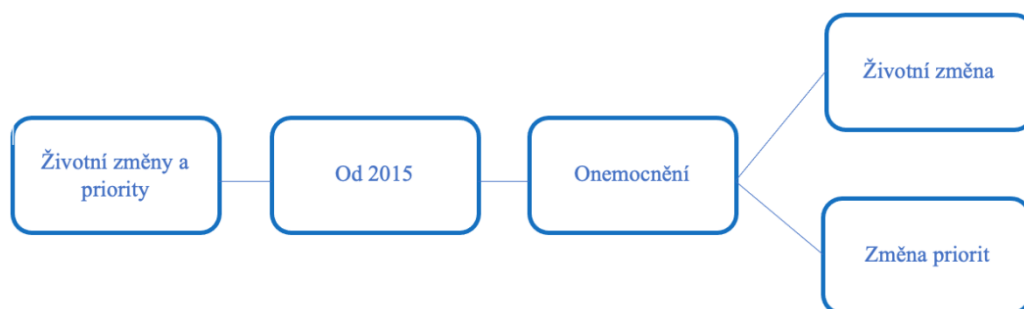 Životní změny a
priority
Od 2015
Onemocnění
Životní změna
Změna priorit